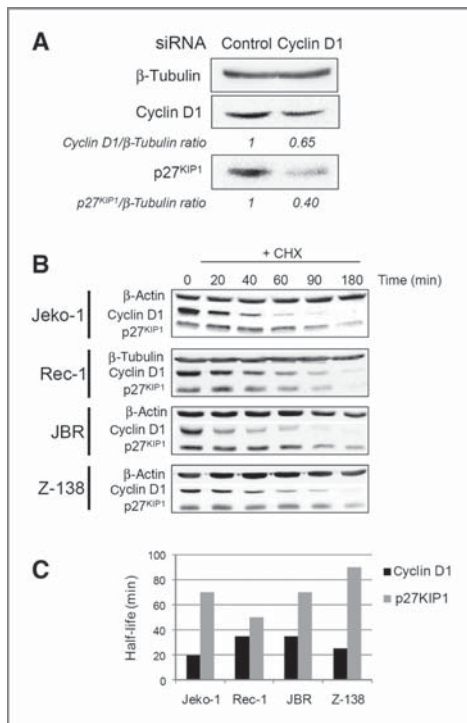 A
siRNA Control Cyclin D1
β-Tubulin
Cyclin D1
Cyclin D1/β-Tubulin ratio 1 0.65
p27KIP1
p27KIP1/β-Tubulin ratio 1 0.40
B
+ CHX
0 20 40 60 90 180 Time (min)
Jeko-1
β-Actin
Cyclin D1
p27KIP1
Rec-1
β-Tubulin
Cyclin D1
p27KIP1
JBR
β-Actin
Cyclin D1
p27KIP1
Z-138
β-Actin
Cyclin D1
p27KIP1
C
Half-life (min)
100
80
60
40
20
0
Jeko-1 Rec-1 JBR Z-138
Cyclin D1
p27KIP1